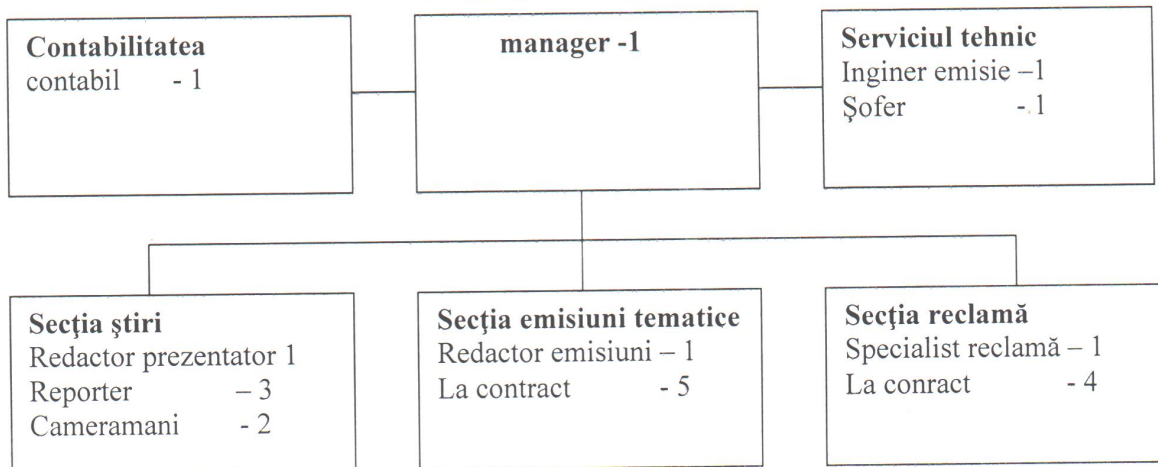 Contabilitatea
contabil - 1
manager -1
Serviciul tehnic
Inginer emisie –1
Şofer - 1
Secţia ştiri
Redactor prezentator 1
Reporter – 3
Cameramani - 2
Secţia emisiuni tematice
Redactor emisiuni – 1
La contract - 5
Secţia reclamă
Specialist reclamă – 1
La conract - 4